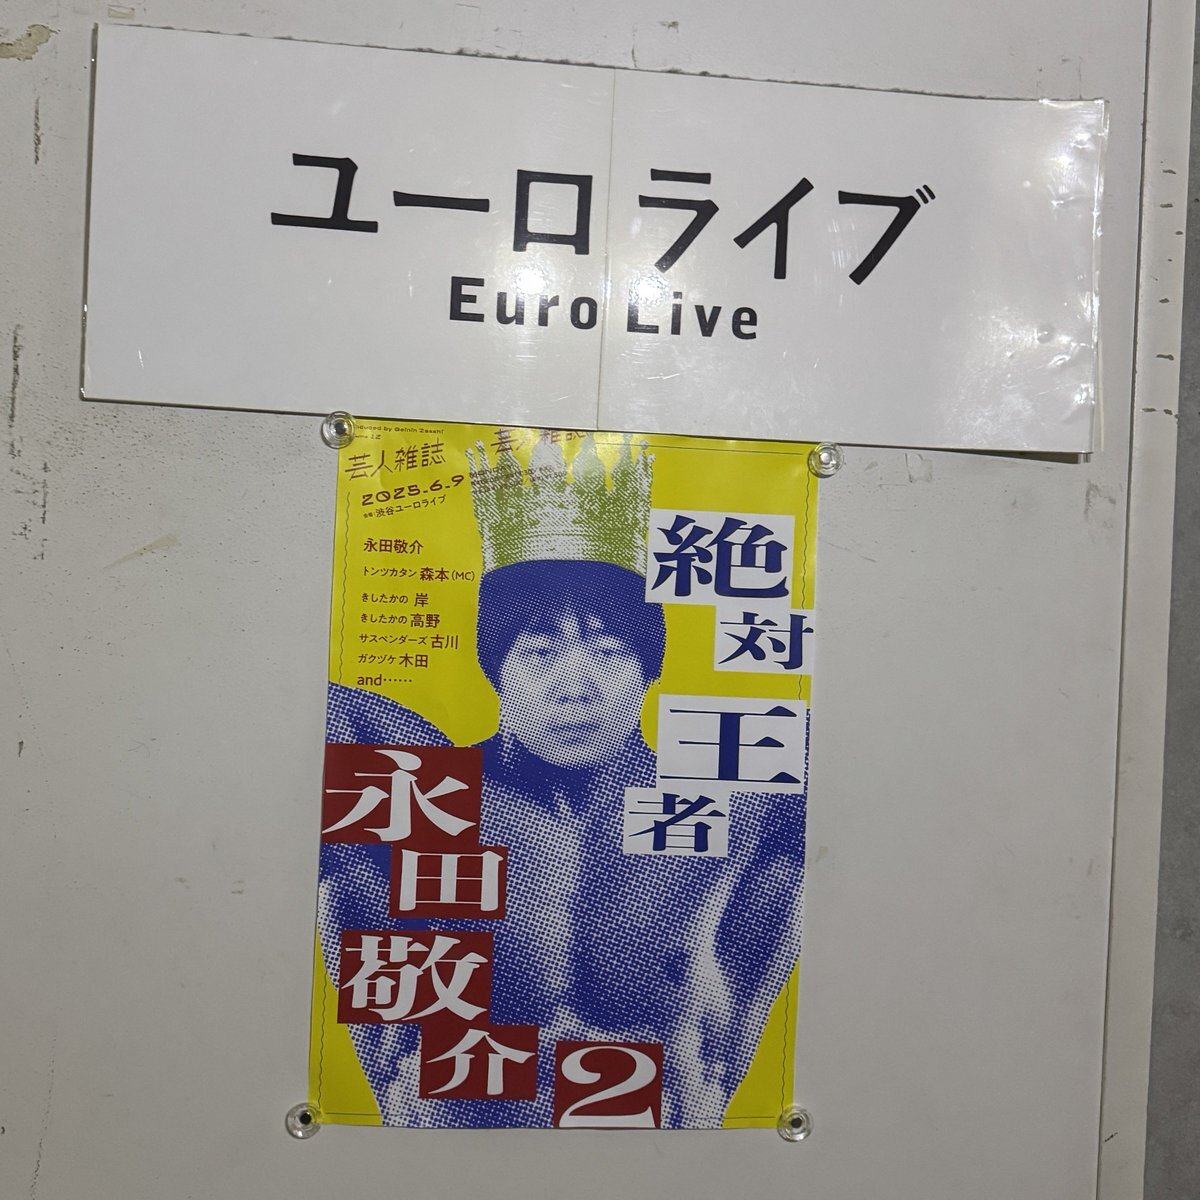 ユーロライブ
Euro Live
芸人雑誌
芸人雑誌
2025.6.9
会場:渋谷ユーロライブ
永田敬介
トンツカタン 森本(MC)
きしたかの 岸
きしたかの 高野
サスペンダーズ 古川
ガクヅケ 木田
and……
絶対王者
永田敬介2